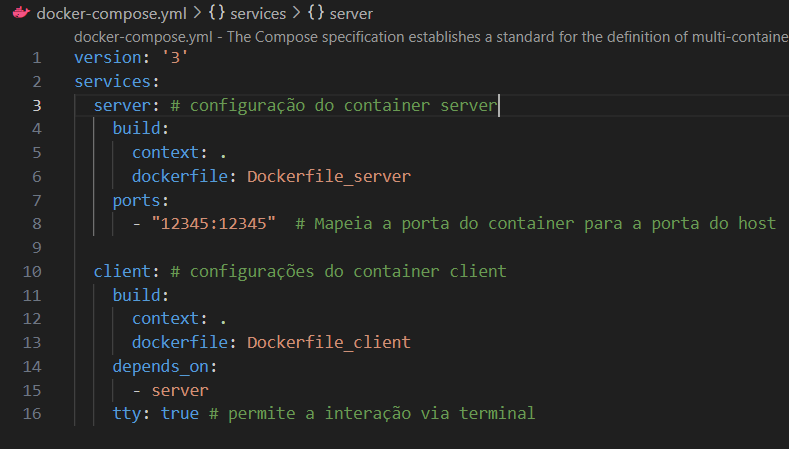 docker-compose.yml > {} services > {} server
docker-compose.yml - The Compose specification establishes a standard for the definition of multi-containe
1 version: '3'
2 services:
3 server: # configuração do container server
4 build:
5 context: .
6 dockerfile: Dockerfile_server
7 ports:
8 - "12345:12345" # Mapeia a porta do container para a porta do host
9
10 client: # configurações do container client
11 build:
12 context: .
13 dockerfile: Dockerfile_client
14 depends_on:
15 - server
16 tty: true # permite a interação via terminal